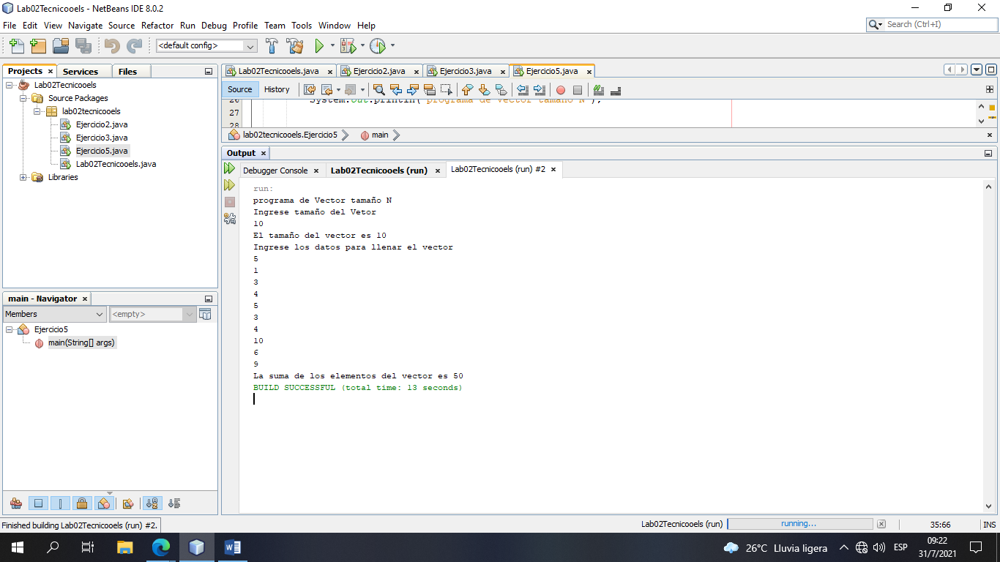 Lab02Tecnicooels - NetBeans IDE 8.0.2
File Edit View Navigate Source Refactor Run Debug Profile Team Tools Window Help
Search (Ctrl+I)
<default config>
Projects × Services Files
Lab02Tecnicooels
Source Packages
lab02tecnicooels
Ejercicio2.java
Ejercicio3.java
Ejercicio5.java
Lab02Tecnicooels.java
Libraries
main - Navigator ×
Members <empty>
Ejercicio5
main(String[] args)
Lab02Tecnicooels.java × Ejercicio2.java × Ejercicio3.java × Ejercicio5.java ×
Source History
26 System.out.println("programa de Vector tamaño N");
27
28
lab02tecnicooels.Ejercicio5 main
Output ×
Debugger Console × Lab02Tecnicooels (run) × Lab02Tecnicooels (run) #2 ×
run:
programa de Vector tamaño N
Ingrese tamaño del Vetor
10
El tamaño del vector es 10
Ingrese los datos para llenar el vector
5
1
3
4
5
3
4
10
6
9
La suma de los elementos del vector es 50
BUILD SUCCESSFUL (total time: 13 seconds)
Finished building Lab02Tecnicooels (run) #2.
Lab02Tecnicooels (run) running... 35:66 INS
26°C Lluvia ligera ESP 09:22
31/7/2021